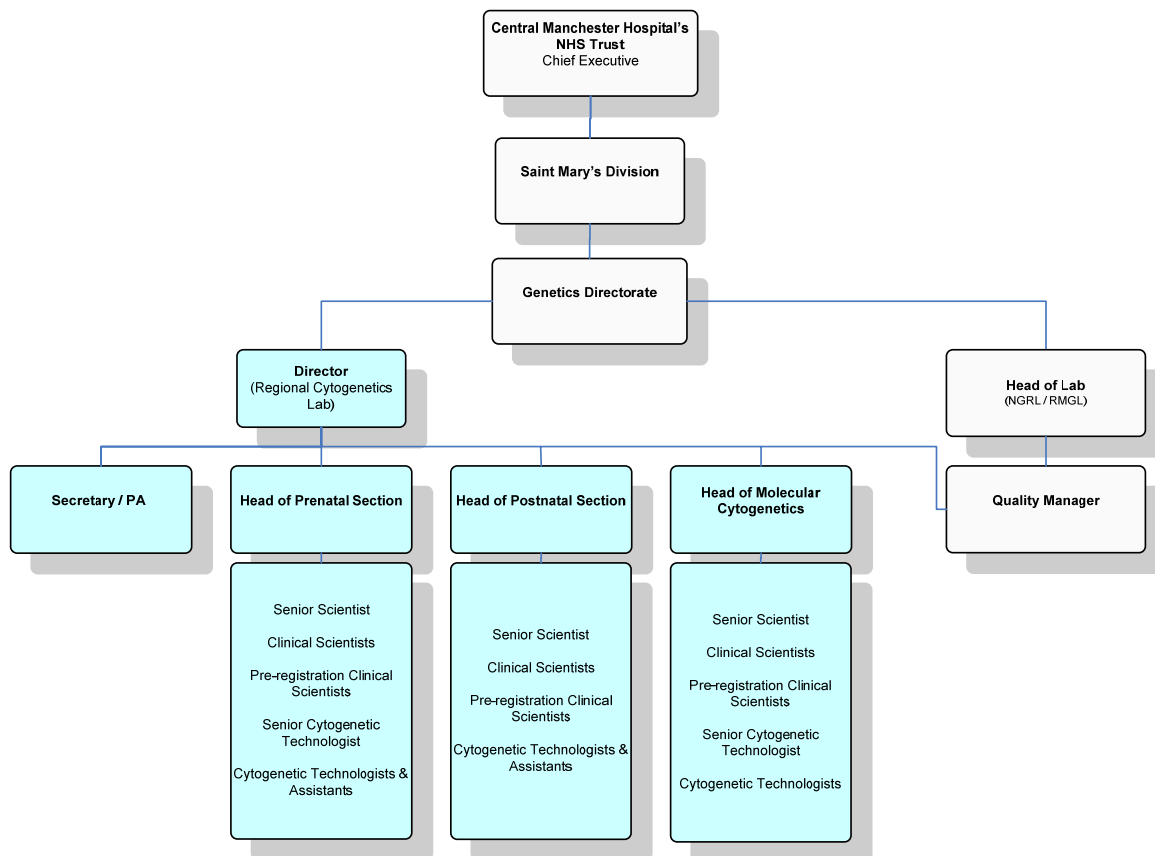 Central Manchester Hospital's
NHS Trust
Chief Executive
Saint Mary's Division
Genetics Directorate
Director
(Regional Cytogenetics
Lab)
Head of Lab
(NGRL / RMGL)
Secretary / PA
Head of Prenatal Section
Head of Postnatal Section
Head of Molecular
Cytogenetics
Quality Manager
Senior Scientist
Clinical Scientists
Pre-registration Clinical
Scientists
Senior Cytogenetic
Technologist
Cytogenetic Technologists &
Assistants
Senior Scientist
Clinical Scientists
Pre-registration Clinical
Scientists
Cytogenetic Technologists &
Assistants
Senior Scientist
Clinical Scientists
Pre-registration Clinical
Scientists
Senior Cytogenetic
Technologist
Cytogenetic Technologists